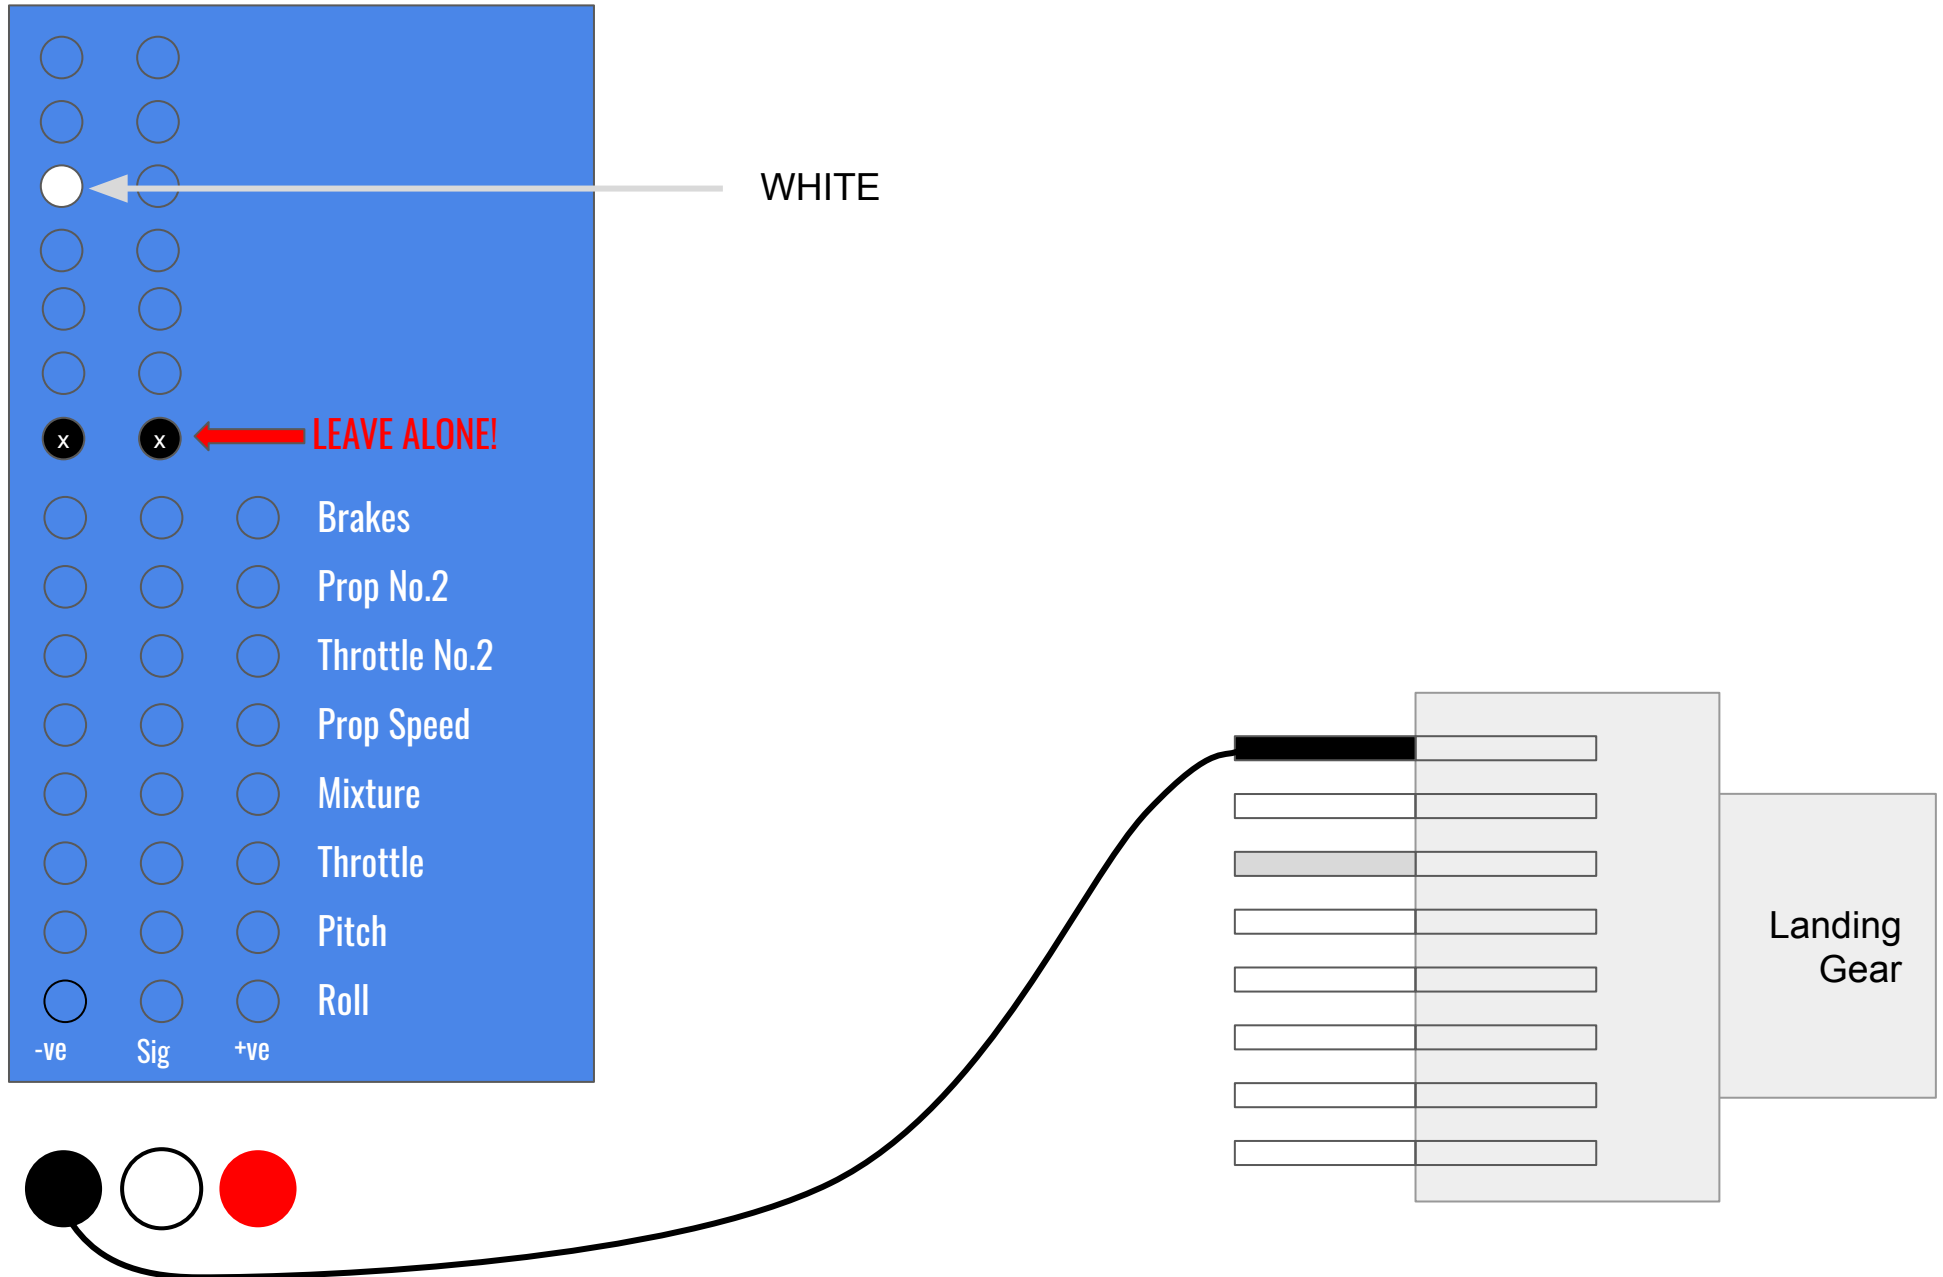 WHITE
x x LEAVE ALONE!
Brakes
Prop No.2
Throttle No.2
Prop Speed
Mixture
Throttle
Pitch
Roll
-ve Sig +ve
Landing
Gear